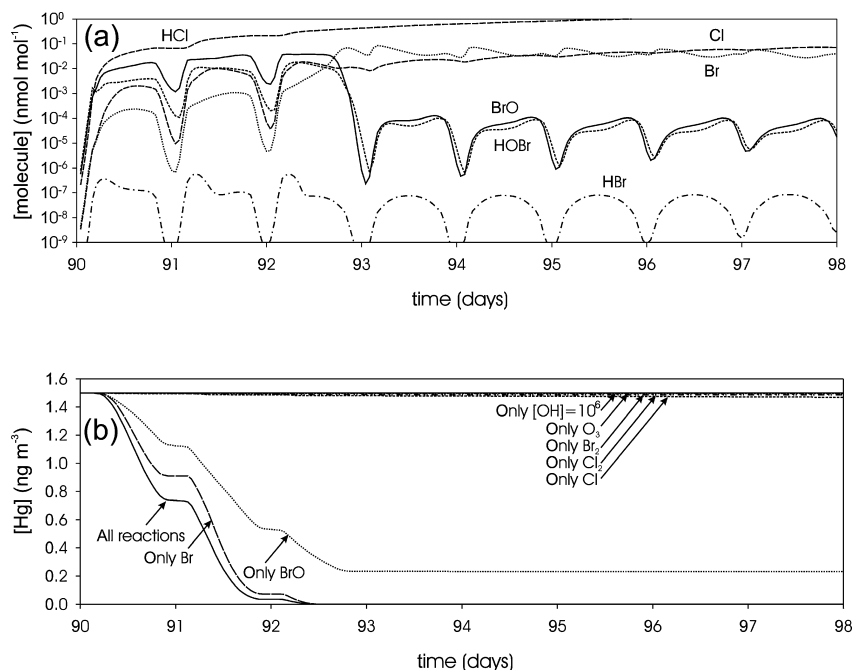 (a)
[molecule] (nmol mol⁻¹)
10⁰
10⁻¹
10⁻²
10⁻³
10⁻⁴
10⁻⁵
10⁻⁶
10⁻⁷
10⁻⁸
10⁻⁹
HCl
Cl
Br
BrO
HOBr
HBr
90 91 92 93 94 95 96 97 98
time (days)
(b)
[Hg] (ng m⁻³)
1.6
1.4
1.2
1.0
0.8
0.6
0.4
0.2
0.0
Only [OH]=10⁶
Only O₃
Only Br₂
Only Cl₂
Only Cl
All reactions
Only Br
Only BrO
90 91 92 93 94 95 96 97 98
time (days)